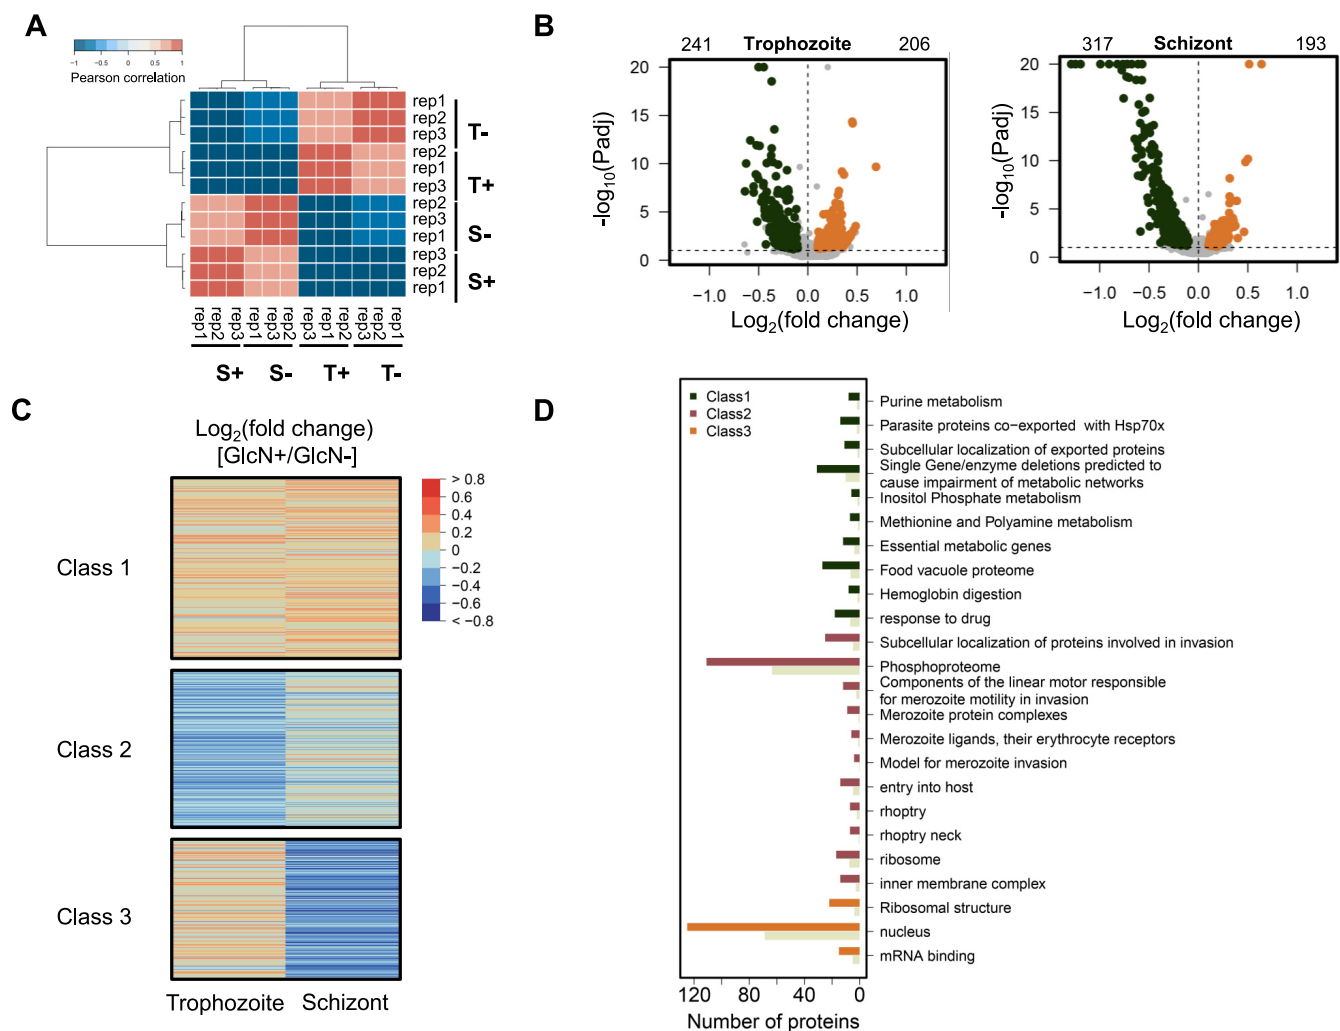 A
−1 −0.5 0 0.5 1
Pearson correlation
rep1
rep2
rep3
T-
rep2
rep1
rep3
T+
rep2
rep3
rep1
S-
rep3
rep2
rep1
S+
rep1 rep2 rep3 rep1 rep3 rep2 rep3 rep1 rep2 rep3 rep2 rep1
S+ S- T+ T-
B
241 Trophozoite 206
20
15
10
5
0
-log10(Padj)
−1.0 −0.5 0.0 0.5 1.0
Log2(fold change)
317 Schizont 193
20
15
10
5
0
-log10(Padj)
−1.0 −0.5 0.0 0.5 1.0
Log2(fold change)
C
Log2(fold change)
[GlcN+/GlcN-]
> 0.8
0.6
0.4
0.2
0
−0.2
−0.4
−0.6
< −0.8
Class 1
Class 2
Class 3
Trophozoite Schizont
D
Class1
Class2
Class3
Purine metabolism
Parasite proteins co−exported with Hsp70x
Subcellular localization of exported proteins
Single Gene/enzyme deletions predicted to
cause impairment of metabolic networks
Inositol Phosphate metabolism
Methionine and Polyamine metabolism
Essential metabolic genes
Food vacuole proteome
Hemoglobin digestion
response to drug
Subcellular localization of proteins involved in invasion
Phosphoproteome
Components of the linear motor responsible
for merozoite motility in invasion
Merozoite protein complexes
Merozoite ligands, their erythrocyte receptors
Model for merozoite invasion
entry into host
rhoptry
rhoptry neck
ribosome
inner membrane complex
Ribosomal structure
nucleus
mRNA binding
120 80 40 0
Number of proteins